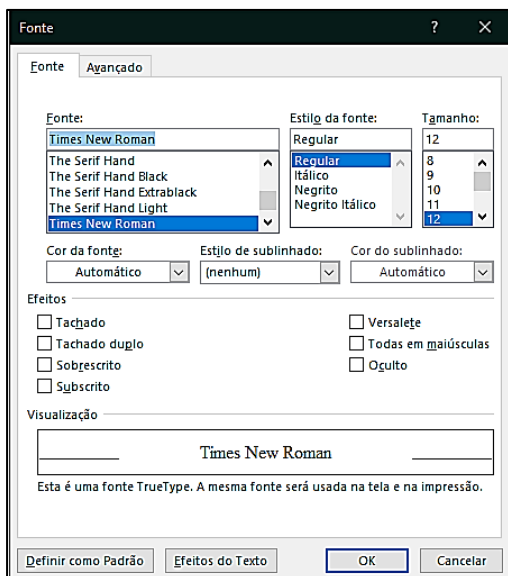 Fonte ? ×
Fonte Avançado
Fonte: Estilo da fonte: Tamanho:
Times New Roman Regular 12
The Serif Hand Regular 8
The Serif Hand Black Itálico 9
The Serif Hand Extrablack Negrito 10
The Serif Hand Light Negrito Itálico 11
Times New Roman 12
Cor da fonte: Estilo de sublinhado: Cor do sublinhado:
Automático (nenhum) Automático
Efeitos
Tachado Versalete
Tachado duplo Todas em maiúsculas
Sobrescrito Oculto
Subscrito
Visualização
Times New Roman
Esta é uma fonte TrueType. A mesma fonte será usada na tela e na impressão.
Definir como Padrão Efeitos do Texto OK Cancelar